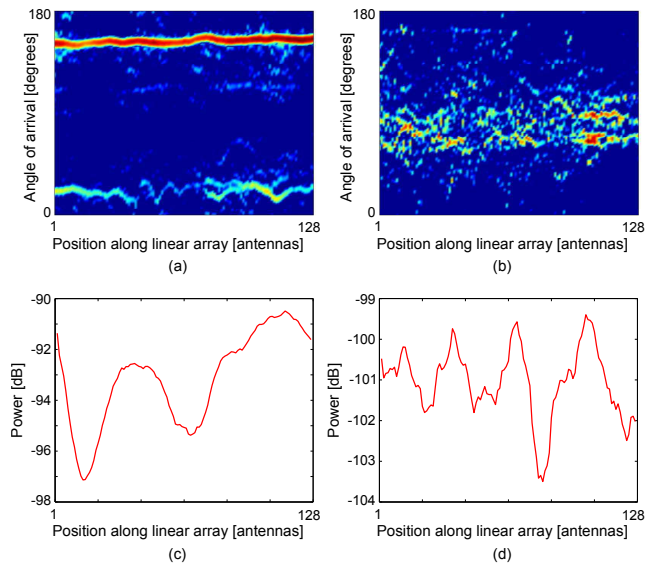 180
Angle of arrival [degrees]
0
1
128
Position along linear array [antennas]
(a)
180
Angle of arrival [degrees]
0
1
128
Position along linear array [antennas]
(b)
-90
-92
-94
-96
-98
Power [dB]
1
128
Position along linear array [antennas]
(c)
-99
-100
-101
-102
-103
-104
Power [dB]
1
128
Position along linear array [antennas]
(d)